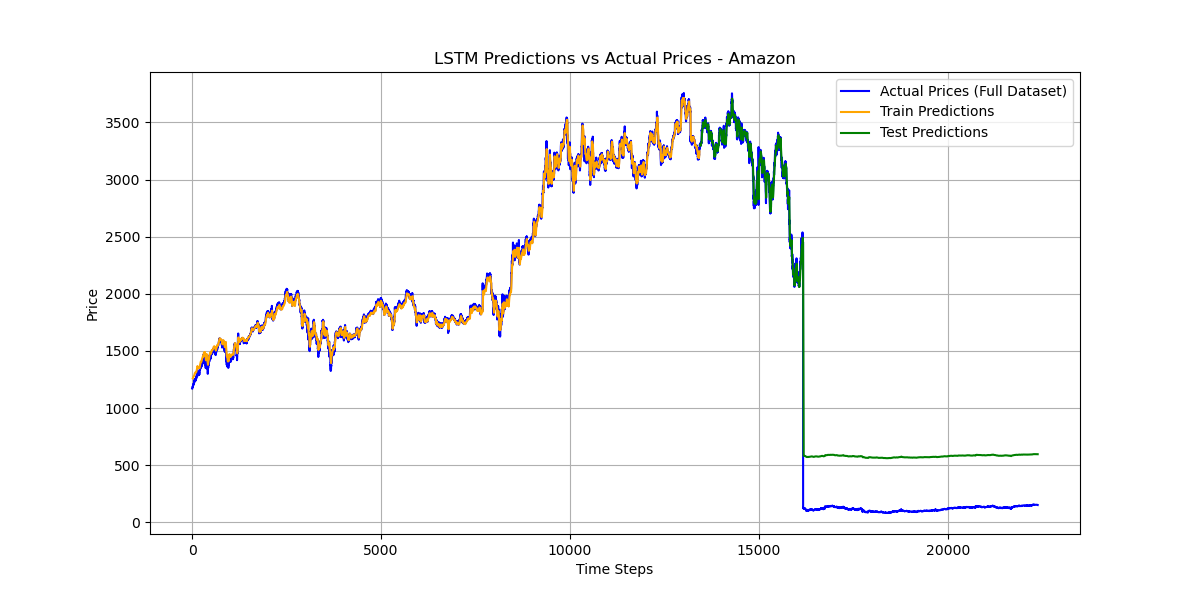 LSTM Predictions vs Actual Prices - Amazon
Actual Prices (Full Dataset)
Train Predictions
Test Predictions
Price
3500
3000
2500
2000
1500
1000
500
0
0 5000 10000 15000 20000
Time Steps